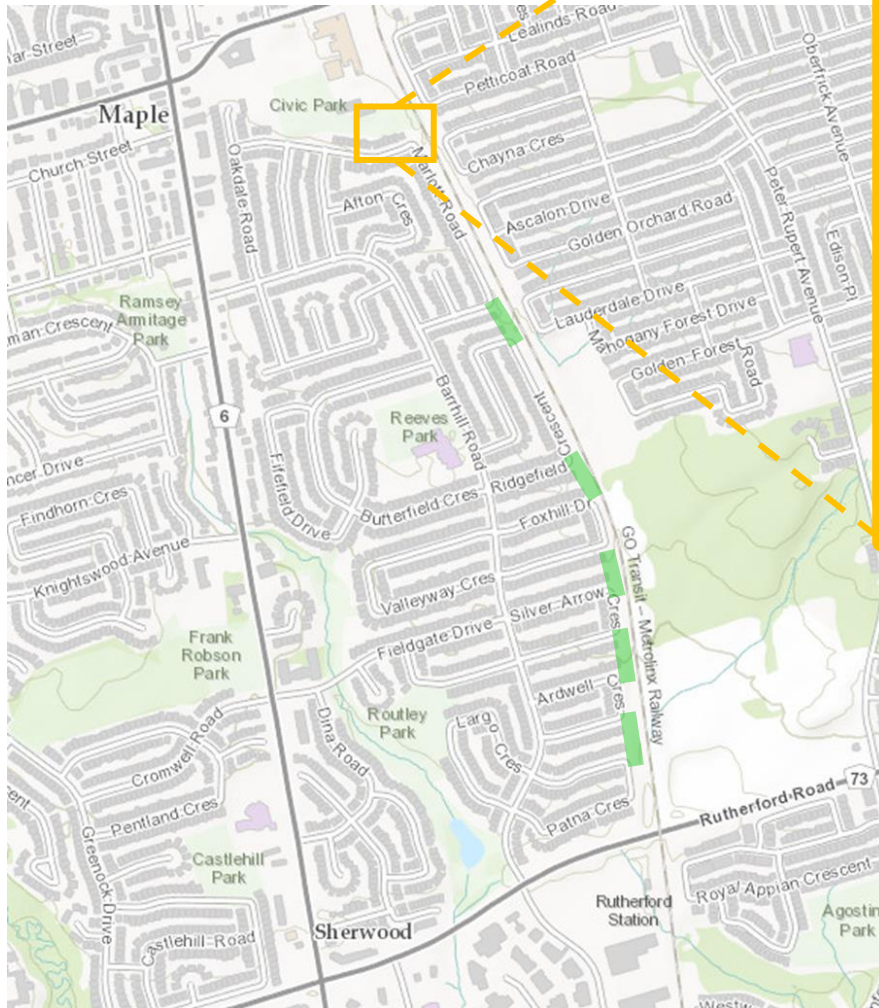 Lealinds Road
Petticoat Road
Oberfrick Avenue
Maple
Civic Park
Church Street
Oakdale Road
Marlott Road
Chayna Cres
Afton Cres
Ascalon Drive
Golden Orchard Road
Peter Rupert Avenue
Edison Pl
Ramsey
Armitage
Park
man Crescent
Lauderdale Drive
Mahogany Forest Drive
Golden Forest
Road
6
Reeves
Park
Barrhill Road
Crescent
Ridgefield
Fifefield Drive
Butterfield Cres
Foxhill Dr
ncer Drive
Findhorn Cres
Knightswood Avenue
Valleyway Cres
Silver Arrow Cres
GO Transit – Metrolinx Railway
Fieldgate Drive
Frank
Robson
Park
Ardwell Cres
Routley
Park
Largo Cres
Dina Road
Cromwell Road
Pentland Cres
Greenock Drive
Patna Cres
Rutherford Road
73
Castlehill
Park
Royal Appian Crescent
Rutherford
Station
Agostin
Park
Sherwood
Castlehill Road